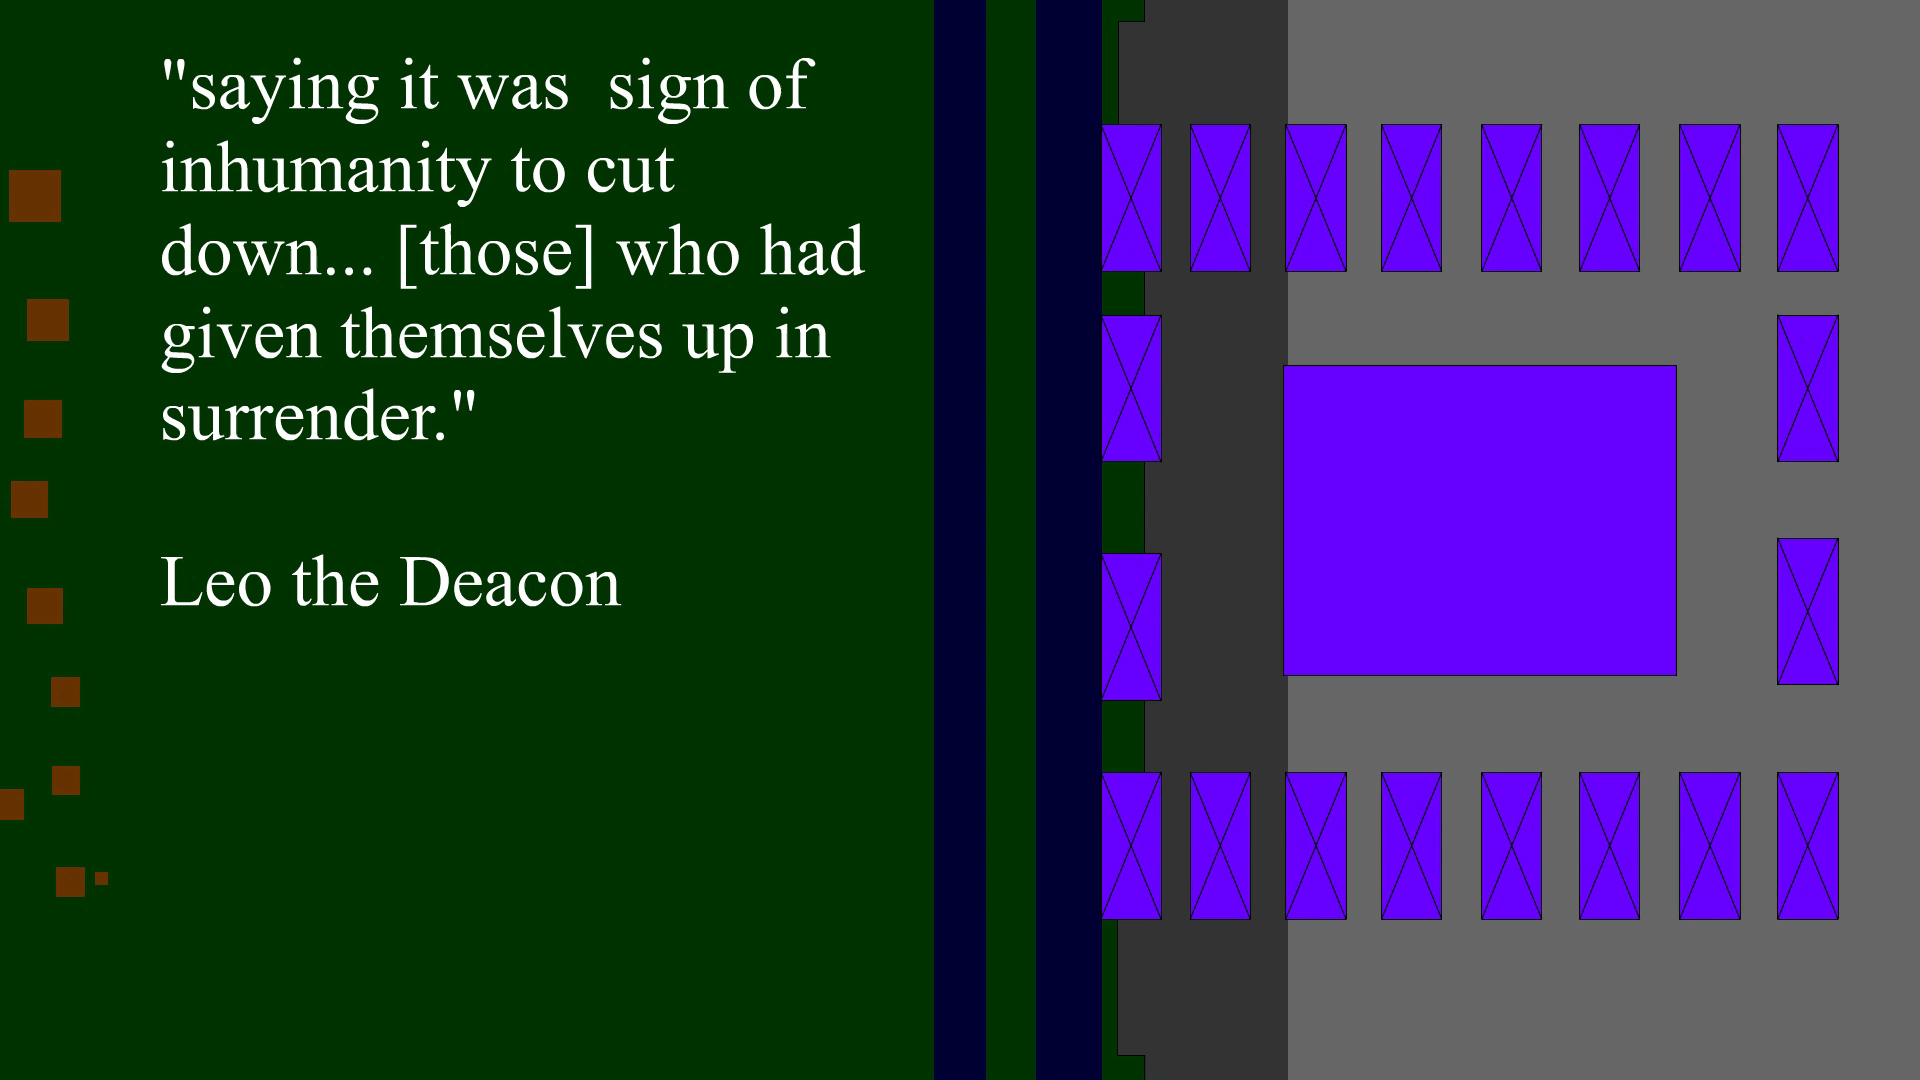 "saying it was  sign of
inhumanity to cut
down... [those] who had
given themselves up in
surrender."
Leo the Deacon